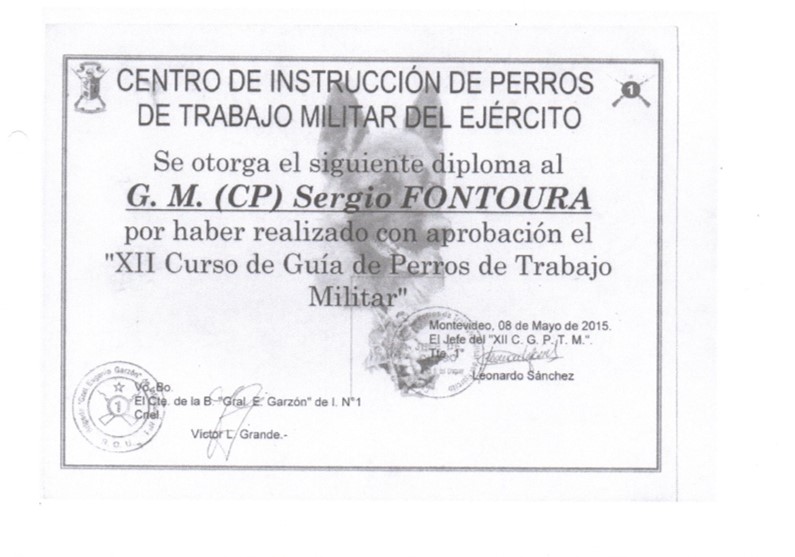 CENTRO DE INSTRUCCIÓN DE PERROS
DE TRABAJO MILITAR DEL EJÉRCITO
Se otorga el siguiente diploma al
G. M. (CP) Sergio FONTOURA
por haber realizado con aprobación el
"XII Curso de Guía de Perros de Trabajo
Militar"
Montevideo, 08 de Mayo de 2015.
El Jefe del "XII C. G. P. T. M.".
Tte. 1°
Leonardo Sánchez
Vo. Bo.
El Cte. de la B. "Gral. E. Garzón" de I. N°1
Cnel.
Victor L. Grande.-
1
1